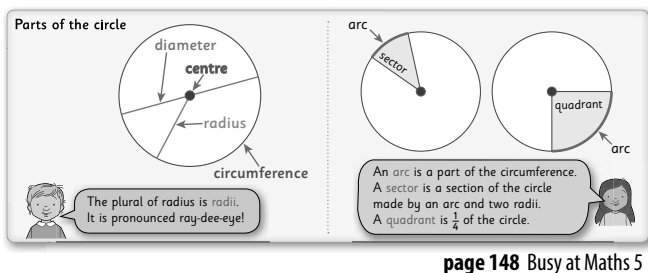 Parts of the circle
diameter
centre
radius
circumference
The plural of radius is radii.
It is pronounced ray-dee-eye!
arc
sector
quadrant
arc
An arc is a part of the circumference.
A sector is a section of the circle
made by an arc and two radii.
A quadrant is 1/4 of the circle.
page 148 Busy at Maths 5